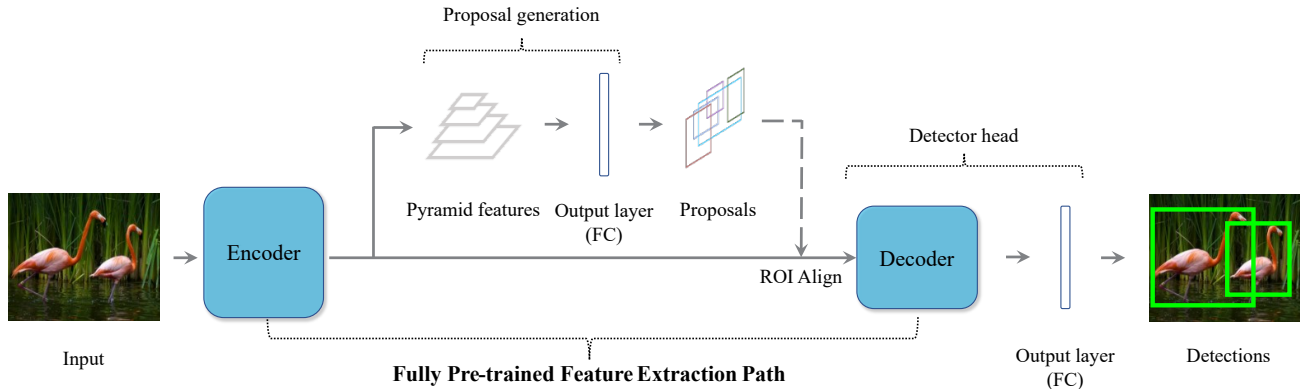 Proposal generation
Pyramid features
Output layer
(FC)
Proposals
Detector head
Encoder
Decoder
ROI Align
Input
Output layer
(FC)
Detections
Fully Pre-trained Feature Extraction Path